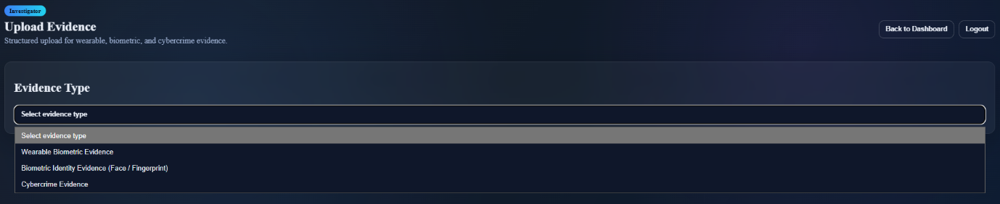 Investigator
Upload Evidence
Structured upload for wearable, biometric, and cybercrime evidence.
Back to Dashboard
Logout
Evidence Type
Select evidence type
Select evidence type
Wearable Biometric Evidence
Biometric Identity Evidence (Face / Fingerprint)
Cybercrime Evidence